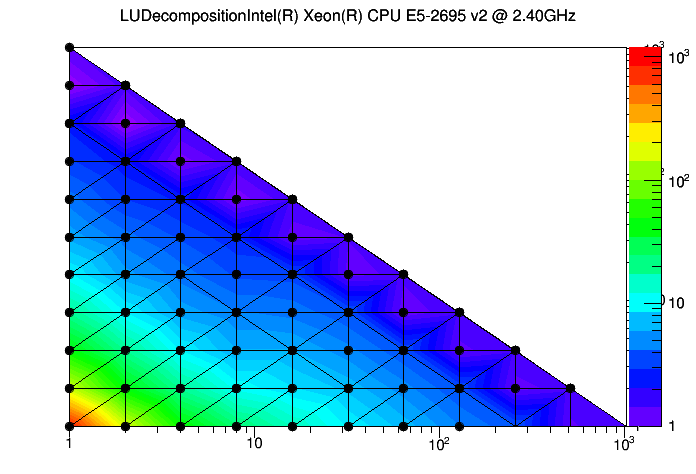 LUDecompositionIntel(R) Xeon(R) CPU E5-2695 v2 @ 2.40GHz
10³
10²
10
1
1 10 10² 10³